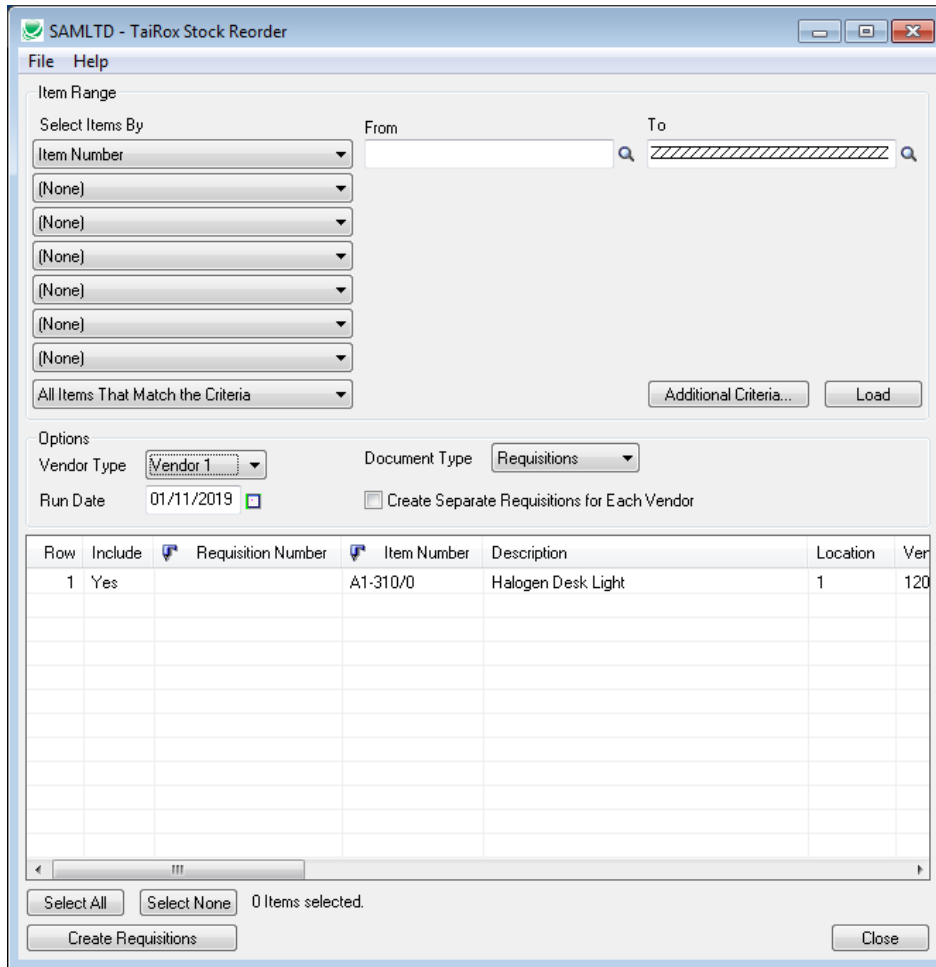 SAMLTD - TaiRox Stock Reorder
File Help
Item Range
Select Items By From To
Item Number ZZZZZZZZZZZZZZZZZZZZZZZZ
(None)
(None)
(None)
(None)
(None)
(None)
All Items That Match the Criteria Additional Criteria... Load
Options
Vendor Type Vendor 1 Document Type Requisitions
Run Date 01/11/2019 Create Separate Requisitions for Each Vendor
Row Include Requisition Number Item Number Description Location Ven
1 Yes A1-310/0 Halogen Desk Light 1 120
Select All Select None 0 Items selected.
Create Requisitions Close